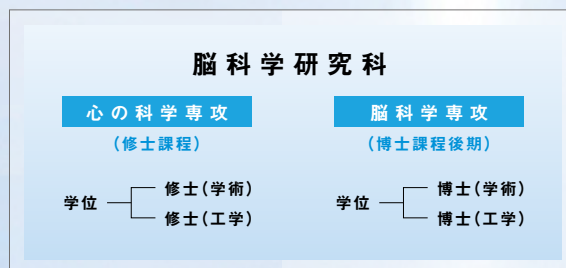 脳科学研究科
心の科学専攻
(修士課程)
学位
修士(学術)
修士(工学)
脳科学専攻
(博士課程後期)
学位
博士(学術)
博士(工学)